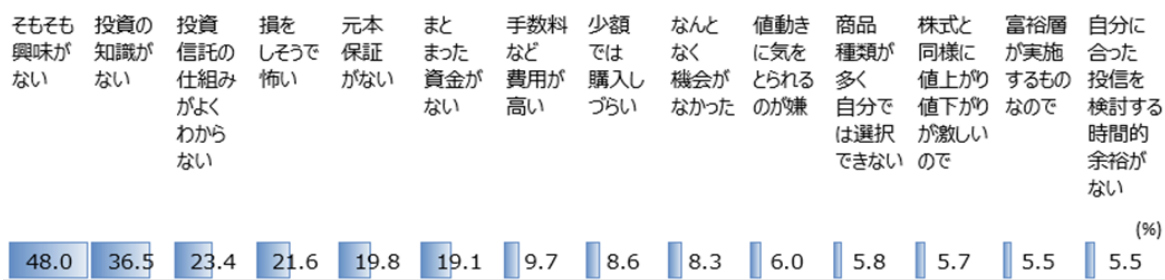 そもそも
興味が
ない
投資の
知識が
ない
投資
信託の
仕組み
がよく
わから
ない
損を
しそうで
怖い
元本
保証
がない
まと
まった
資金が
ない
手数料
など
費用が
高い
少額
では
購入し
づらい
なんと
なく
機会が
なかった
値動き
に気を
とられる
のが嫌
商品
種類が
多く
自分で
は選択
できない
株式と
同様に
値上がり
値下がり
が激しい
ので
富裕層
が実施
するもの
なので
自分に
合った
投信を
検討する
時間的
余裕が
ない
(%)
48.0 36.5 23.4 21.6 19.8 19.1 9.7 8.6 8.3 6.0 5.8 5.7 5.5 5.5